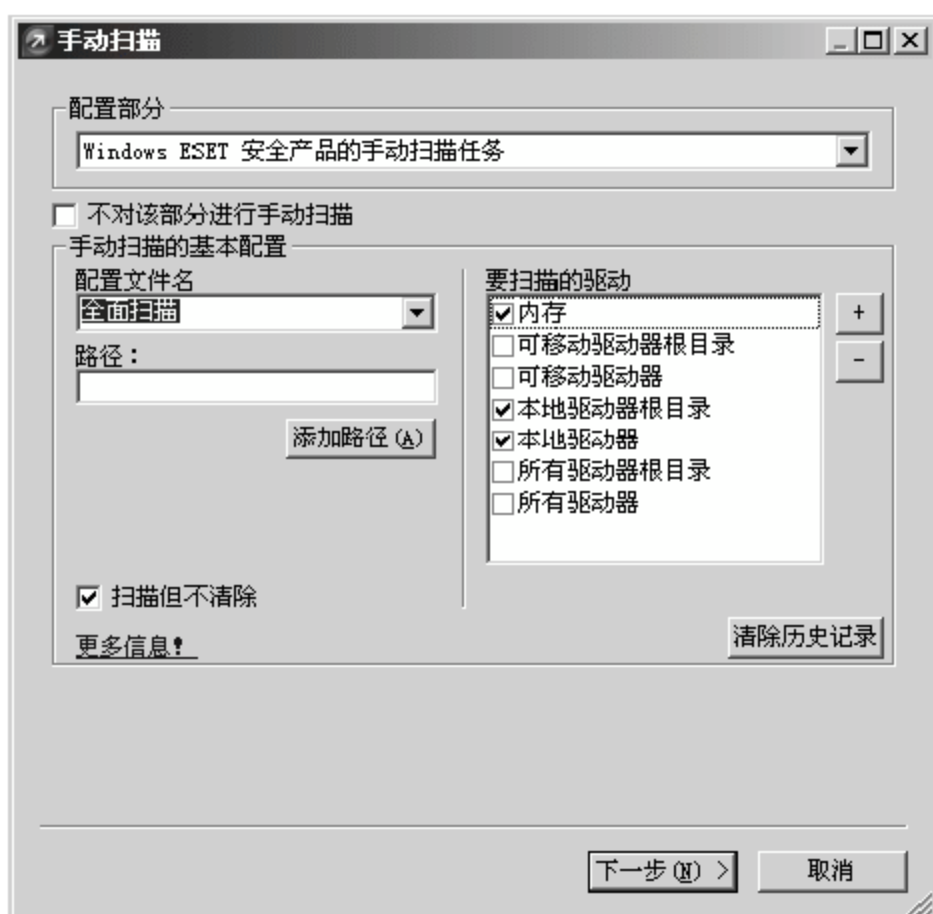 手动扫描
配置部分
Windows ESET 安全产品的手动扫描任务
不对该部分进行手动扫描
手动扫描的基本配置
配置文件名
全面扫描
路径：
添加路径(A)
扫描但不清除
更多信息!
要扫描的驱动
内存
可移动驱动器根目录
可移动驱动器
本地驱动器根目录
本地驱动器
所有驱动器根目录
所有驱动器
+
-
清除历史记录
下一步(N) >
取消